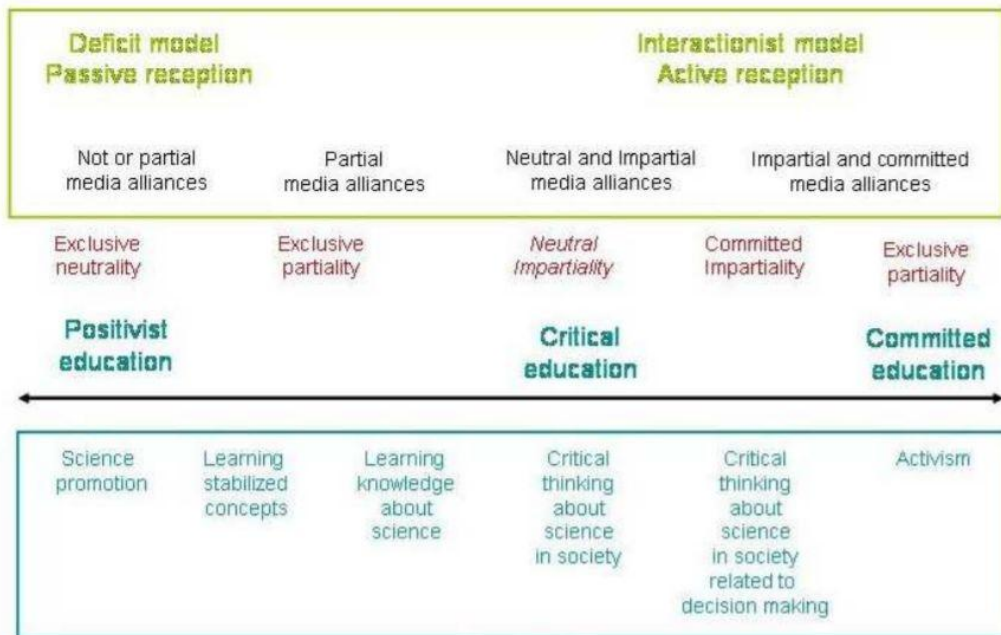 Deficit model
Passive reception
Interactionist model
Active reception
Not or partial
media alliances
Partial
media alliances
Neutral and Impartial
media alliances
Impartial and committed
media alliances
Exclusive
neutrality
Exclusive
partiality
Neutral
Impartiality
Committed
Impartiality
Exclusive
partiality
Positivist
education
Critical
education
Committed
education
Science
promotion
Learning
stabilized
concepts
Learning
knowledge
about
science
Critical
thinking
about
science
in society
Critical
thinking
about
science
in society
related to
decision making
Activism